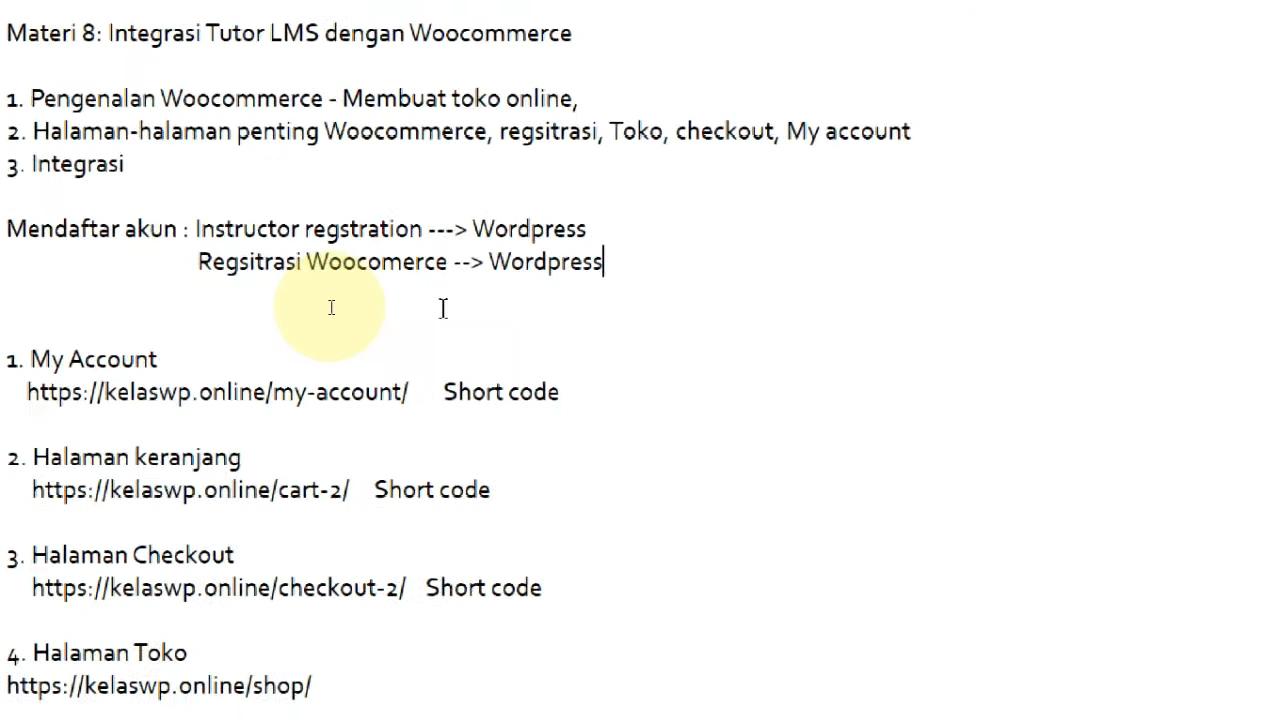 Materi 8: Integrasi Tutor LMS dengan Woocommerce
1. Pengenalan Woocommerce - Membuat toko online,
2. Halaman-halaman penting Woocommerce, regsitrasi, Toko, checkout, My account
3. Integrasi
Mendaftar akun : Instructor regstration ---> Wordpress
Regsitrasi Woocomerce --> Wordpress
1. My Account
https://kelaswp.online/my-account/ Short code
2. Halaman keranjang
https://kelaswp.online/cart-2/ Short code
3. Halaman Checkout
https://kelaswp.online/checkout-2/ Short code
4. Halaman Toko
https://kelaswp.online/shop/